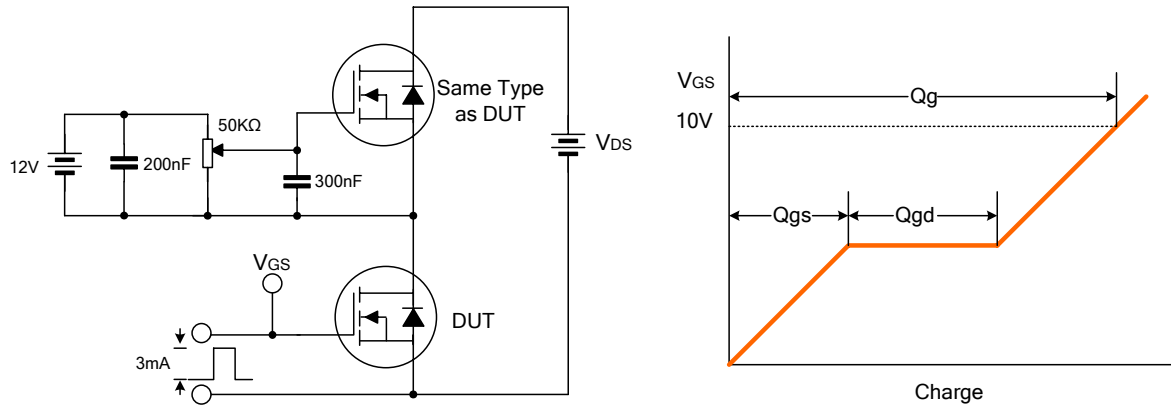 Same Type
as DUT
50KΩ
12V
200nF
300nF
VDS
VGS
DUT
3mA
VGS
Qg
10V
Qgs
Qgd
Charge